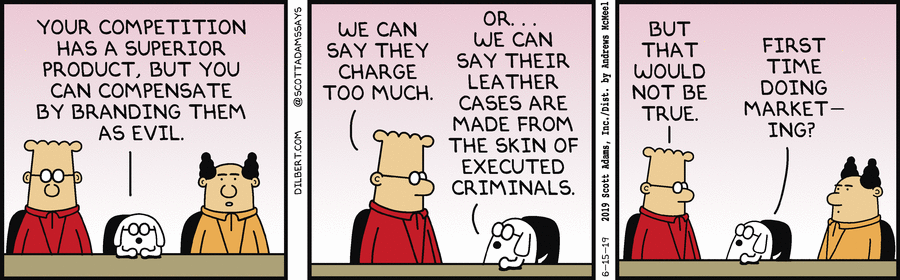 YOUR COMPETITION
HAS A SUPERIOR
PRODUCT, BUT YOU
CAN COMPENSATE
BY BRANDING THEM
AS EVIL.
DILBERT.COM @SCOTTADAMSSAYS
WE CAN
SAY THEY
CHARGE
TOO MUCH.
OR...
WE CAN
SAY THEIR
LEATHER
CASES ARE
MADE FROM
THE SKIN OF
EXECUTED
CRIMINALS.
6-15-19 2019 Scott Adams, Inc./Dist. by Andrews McMeel
BUT
THAT
WOULD
NOT BE
TRUE.
FIRST
TIME
DOING
MARKET-
ING?